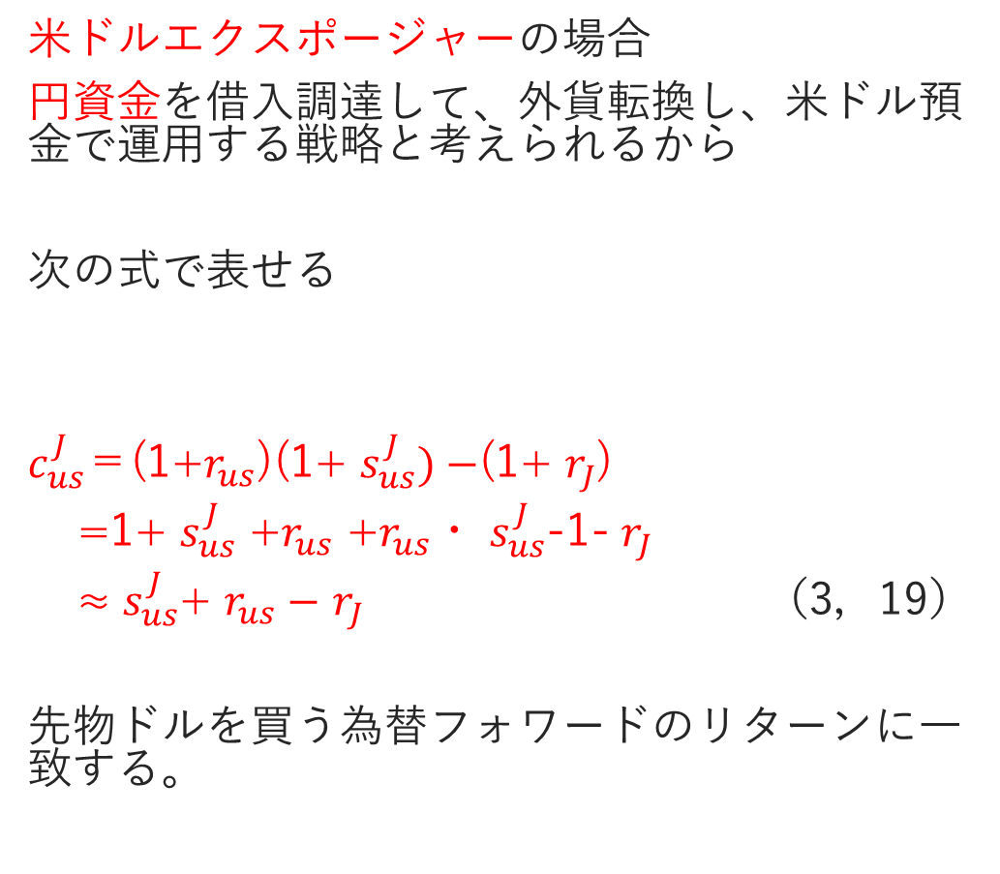 米ドルエクスポージャーの場合
円資金を借入調達して、外貨転換し、米ドル預
金で運用する戦略と考えられるから
次の式で表せる
$c_{us}^{J}=(1+r_{us})(1+s_{us}^{J})-(1+r_{J})$
$=1+s_{us}^{J}+r_{us}+r_{us}・s_{us}^{J}-1-r_{J}$
$≈s_{us}^{J}+r_{us}-r_{J}$ （3，19）
先物ドルを買う為替フォワードのリターンに一
致する。